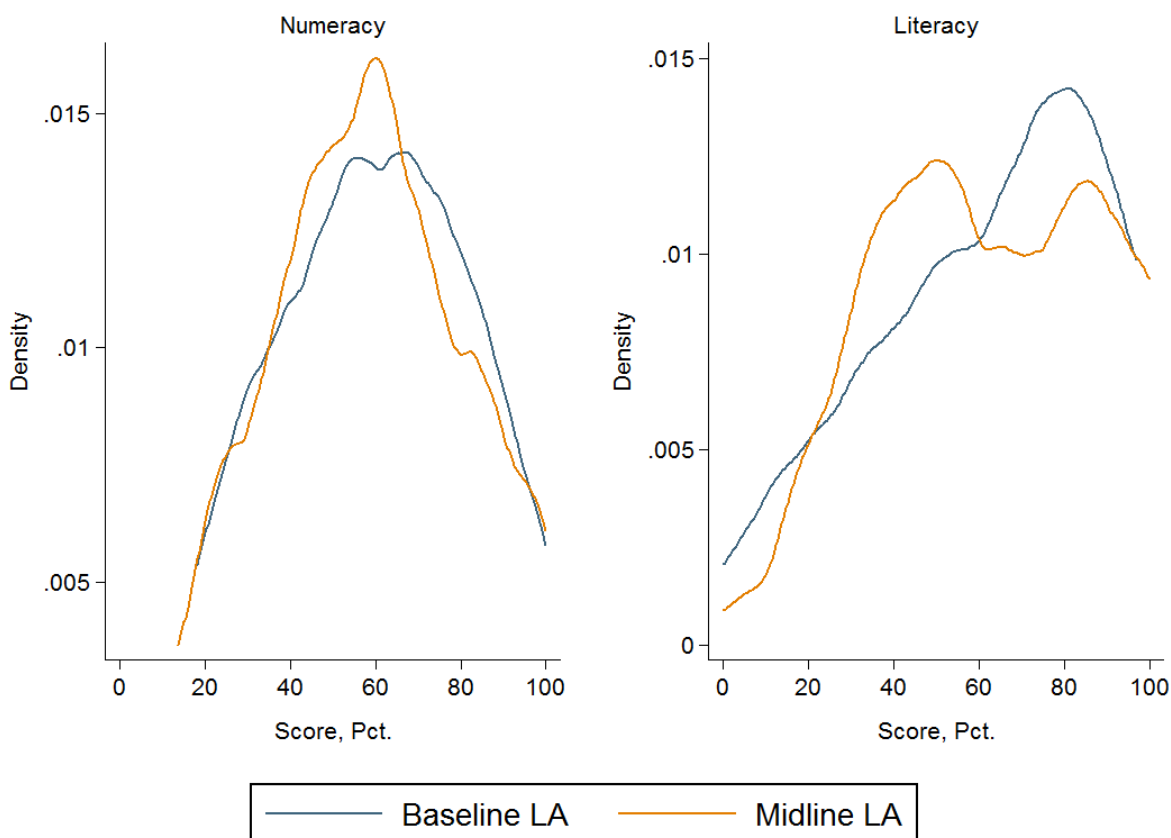 Numeracy
.015
.01
.005
Density
0 20 40 60 80 100
Score, Pct.
Literacy
.015
.01
.005
0
Density
0 20 40 60 80 100
Score, Pct.
Baseline LA
Midline LA